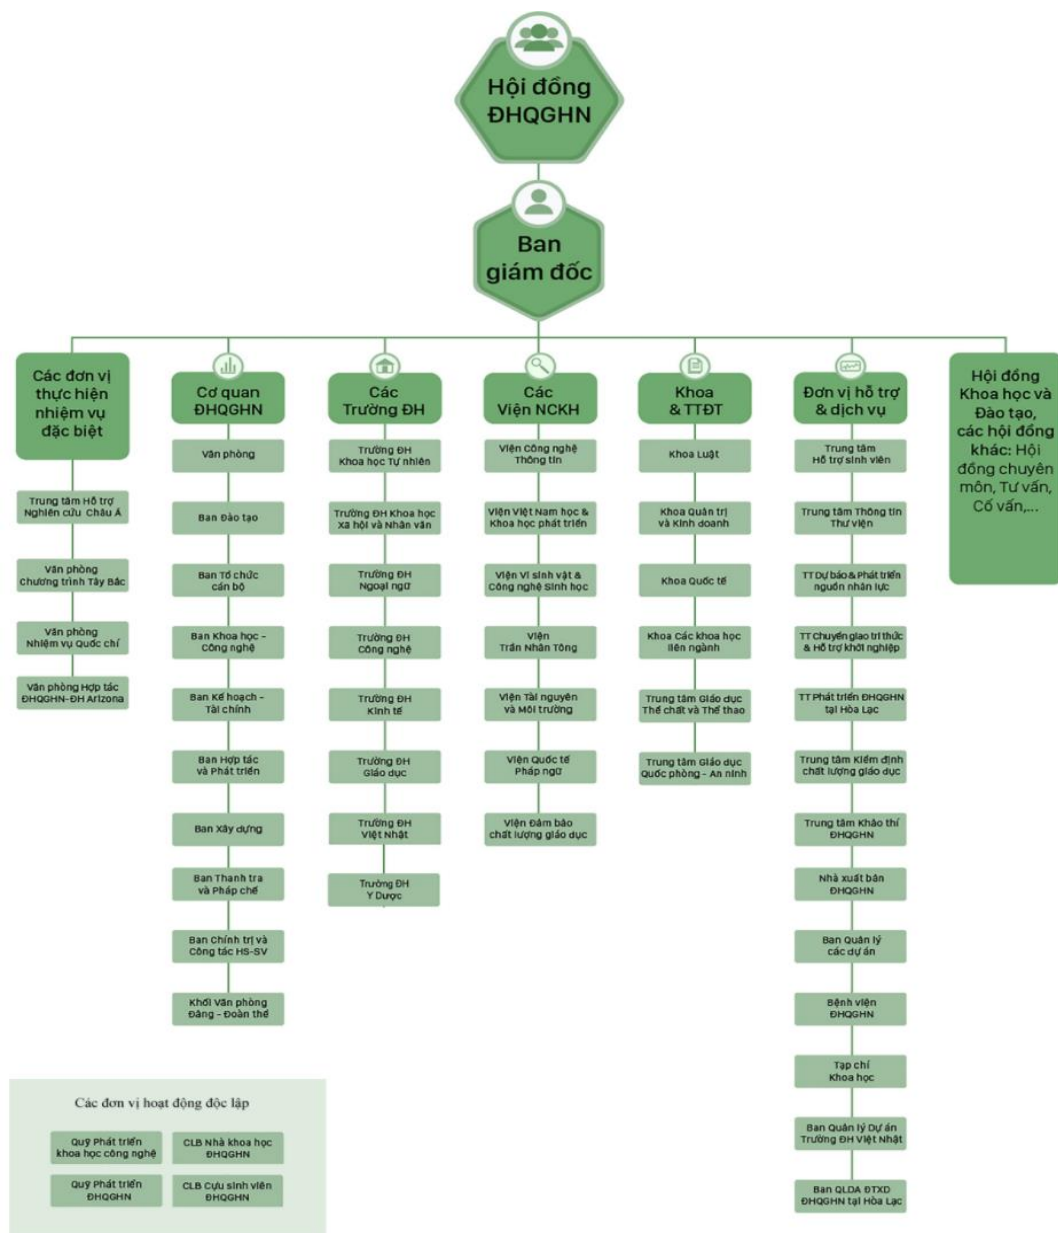 Hội đồng
ĐHQGHN
Ban
giám đốc
Các đơn vị
thực hiện
nhiệm vụ
đặc biệt
Trung tâm Hỗ trợ
Nghiên cứu Châu Á
Văn phòng
Chương trình Tây Bắc
Văn phòng
Nhiệm vụ Quốc chí
Văn phòng Hợp tác
ĐHQGHN-ĐH Arizona
Cơ quan
ĐHQGHN
Văn phòng
Ban Đào tạo
Ban Tổ chức
cán bộ
Ban Khoa học -
Công nghệ
Ban Kế hoạch -
Tài chính
Ban Hợp tác
và Phát triển
Ban Xây dựng
Ban Thanh tra
và Pháp chế
Ban Chính trị và
Công tác HS-SV
Khối Văn phòng
Đảng - Đoàn thể
Các
Trường ĐH
Trường ĐH
Khoa học Tự nhiên
Trường ĐH Khoa học
Xã hội và Nhân văn
Trường ĐH
Ngoại ngữ
Trường ĐH
Công nghệ
Trường ĐH
Kinh tế
Trường ĐH
Giáo dục
Trường ĐH
Việt Nhật
Trường ĐH
Y Dược
Các
Viện NCKH
Viện Công nghệ
Thông tin
Viện Việt Nam học &
Khoa học phát triển
Viện Vi sinh vật &
Công nghệ Sinh học
Viện
Trần Nhân Tông
Viện Tài nguyên
và Môi trường
Viện Quốc tế
Pháp ngữ
Viện Đảm bảo
chất lượng giáo dục
Khoa
& TTĐT
Khoa Luật
Khoa Quản trị
và Kinh doanh
Khoa Quốc tế
Khoa Các khoa học
liên ngành
Trung tâm Giáo dục
Thể chất và Thể thao
Trung tâm Giáo dục
Quốc phòng - An ninh
Đơn vị hỗ trợ
& dịch vụ
Trung tâm
Hỗ trợ sinh viên
Trung tâm Thông tin
Thư viện
TT Dự báo & Phát triển
nguồn nhân lực
TT Chuyển giao tri thức
& Hỗ trợ khởi nghiệp
TT Phát triển ĐHQGHN
tại Hòa Lạc
Trung tâm Kiểm định
chất lượng giáo dục
Trung tâm Khảo thí
ĐHQGHN
Nhà xuất bản
ĐHQGHN
Ban Quản lý
các dự án
Bệnh viện
ĐHQGHN
Tạp chí
Khoa học
Ban Quản lý Dự án
Trường ĐH Việt Nhật
Ban QLDA ĐTXD
ĐHQGHN tại Hòa Lạc
Hội đồng
Khoa học và
Đào tạo,
các hội đồng
khác: Hội
đồng chuyên
môn, Tư vấn,
Cố vấn,...
Các đơn vị hoạt động độc lập
Quỹ Phát triển
khoa học công nghệ
CLB Nhà khoa học
ĐHQGHN
Quỹ Phát triển
ĐHQGHN
CLB Cựu sinh viên
ĐHQGHN